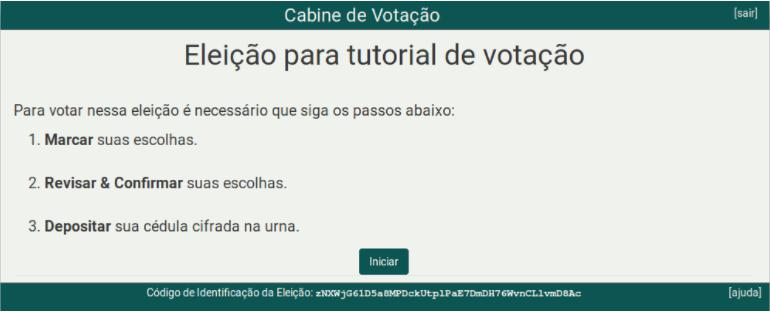 Cabine de Votação [sair]
Eleição para tutorial de votação
Para votar nessa eleição é necessário que siga os passos abaixo:
1. Marcar suas escolhas.
2. Revisar & Confirmar suas escolhas.
3. Depositar sua cédula cifrada na urna.
Iniciar
Código de Identificação da Eleição: zNXWjG61D5a8MPDckUtp1PaE7DmDH76WvnCL1vmD8Ac [ajuda]